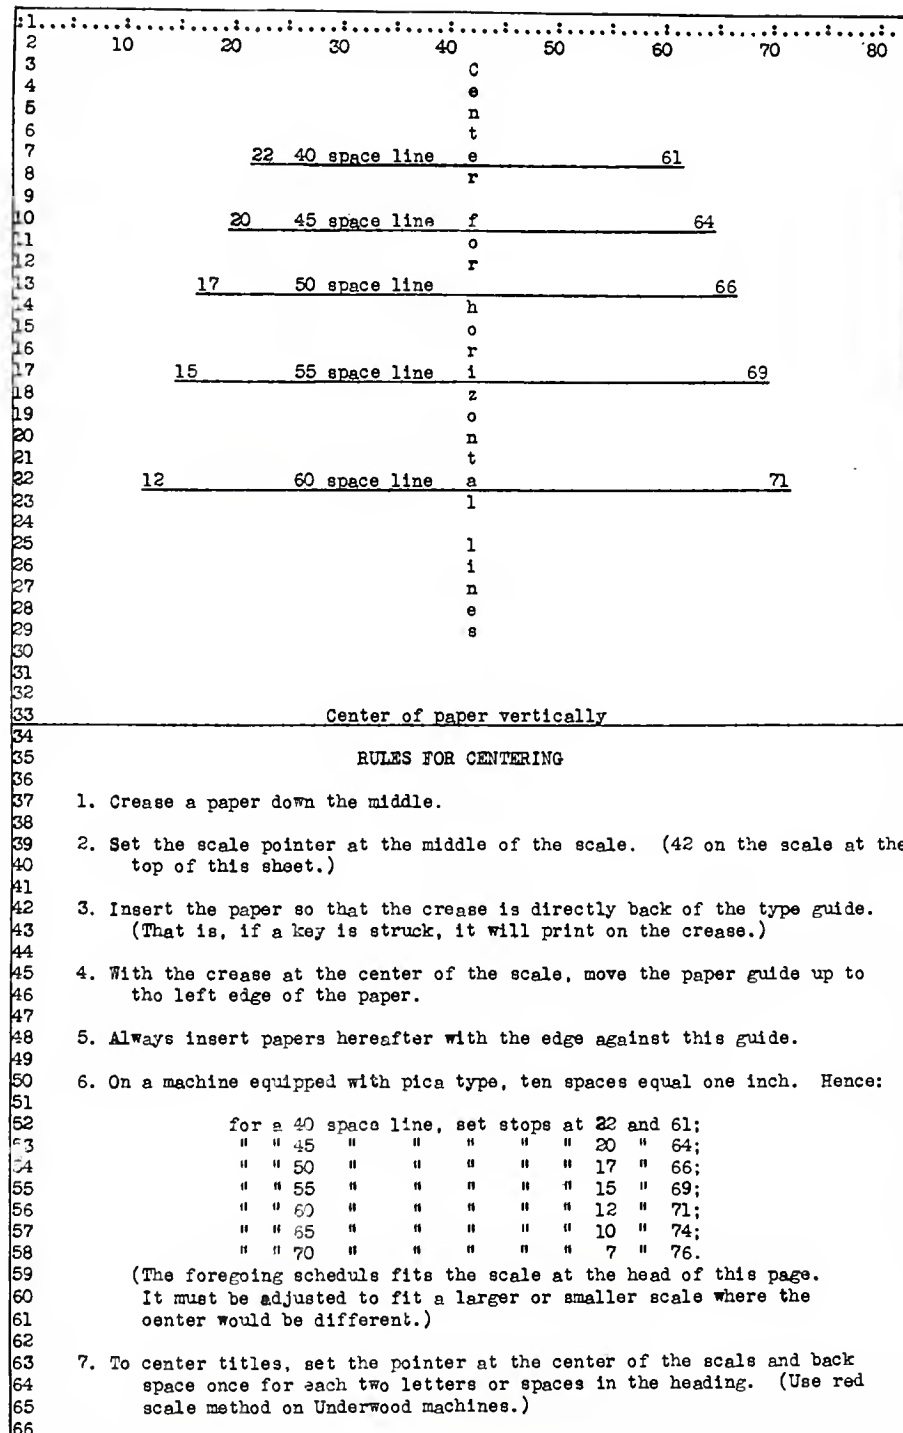 :1...:....:....:....:....:....:....:....:....:....:....:....:....:....:....:....:.
2 10 20 30 40 50 60 70 80
3 C
4 e
5 n
6 t
7 22 40 space line e 61
8 r
9
10 20 45 space line f 64
11 o
12 r
13 17 50 space line 66
14 h
15 o
16 r
17 15 55 space line i 69
18 z
19 o
20 n
21 t
22 12 60 space line a 71
23 l
24
25 l
26 i
27 n
28 e
29 s
30
31
32
33 Center of paper vertically
34
35 RULES FOR CENTERING
36
37 1. Crease a paper down the middle.
38
39 2. Set the scale pointer at the middle of the scale. (42 on the scale at the
40 top of this sheet.)
41
42 3. Insert the paper so that the crease is directly back of the type guide.
43 (That is, if a key is struck, it will print on the crease.)
44
45 4. With the crease at the center of the scale, move the paper guide up to
46 tho left edge of the paper.
47
48 5. Always insert papers hereafter with the edge against this guide.
49
50 6. On a machine equipped with pica type, ten spaces equal one inch. Hence:
51
52 for a 40 space line, set stops at 22 and 61;
53 " " 45 " " " " " 20 " 64;
54 " " 50 " " " " " 17 " 66;
55 " " 55 " " " " " 15 " 69;
56 " " 60 " " " " " 12 " 71;
57 " " 65 " " " " " 10 " 74;
58 " " 70 " " " " " 7 " 76.
59 (The foregoing scheduls fits the scale at the head of this page.
60 It must be adjusted to fit a larger or smaller scale where the
61 oenter would be different.)
62
63 7. To center titles, set the pointer at the center of the scals and back
64 space once for each two letters or spaces in the heading. (Use red
65 scale method on Underwood machines.)
66